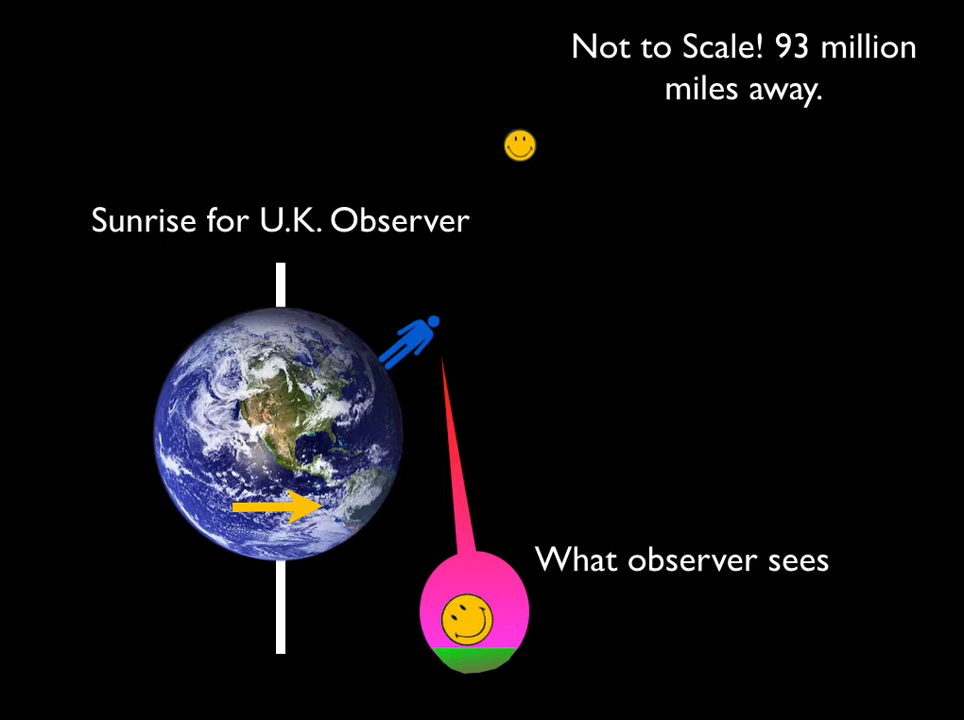 Not to Scale! 93 million
miles away.
Sunrise for U.K. Observer
What observer sees